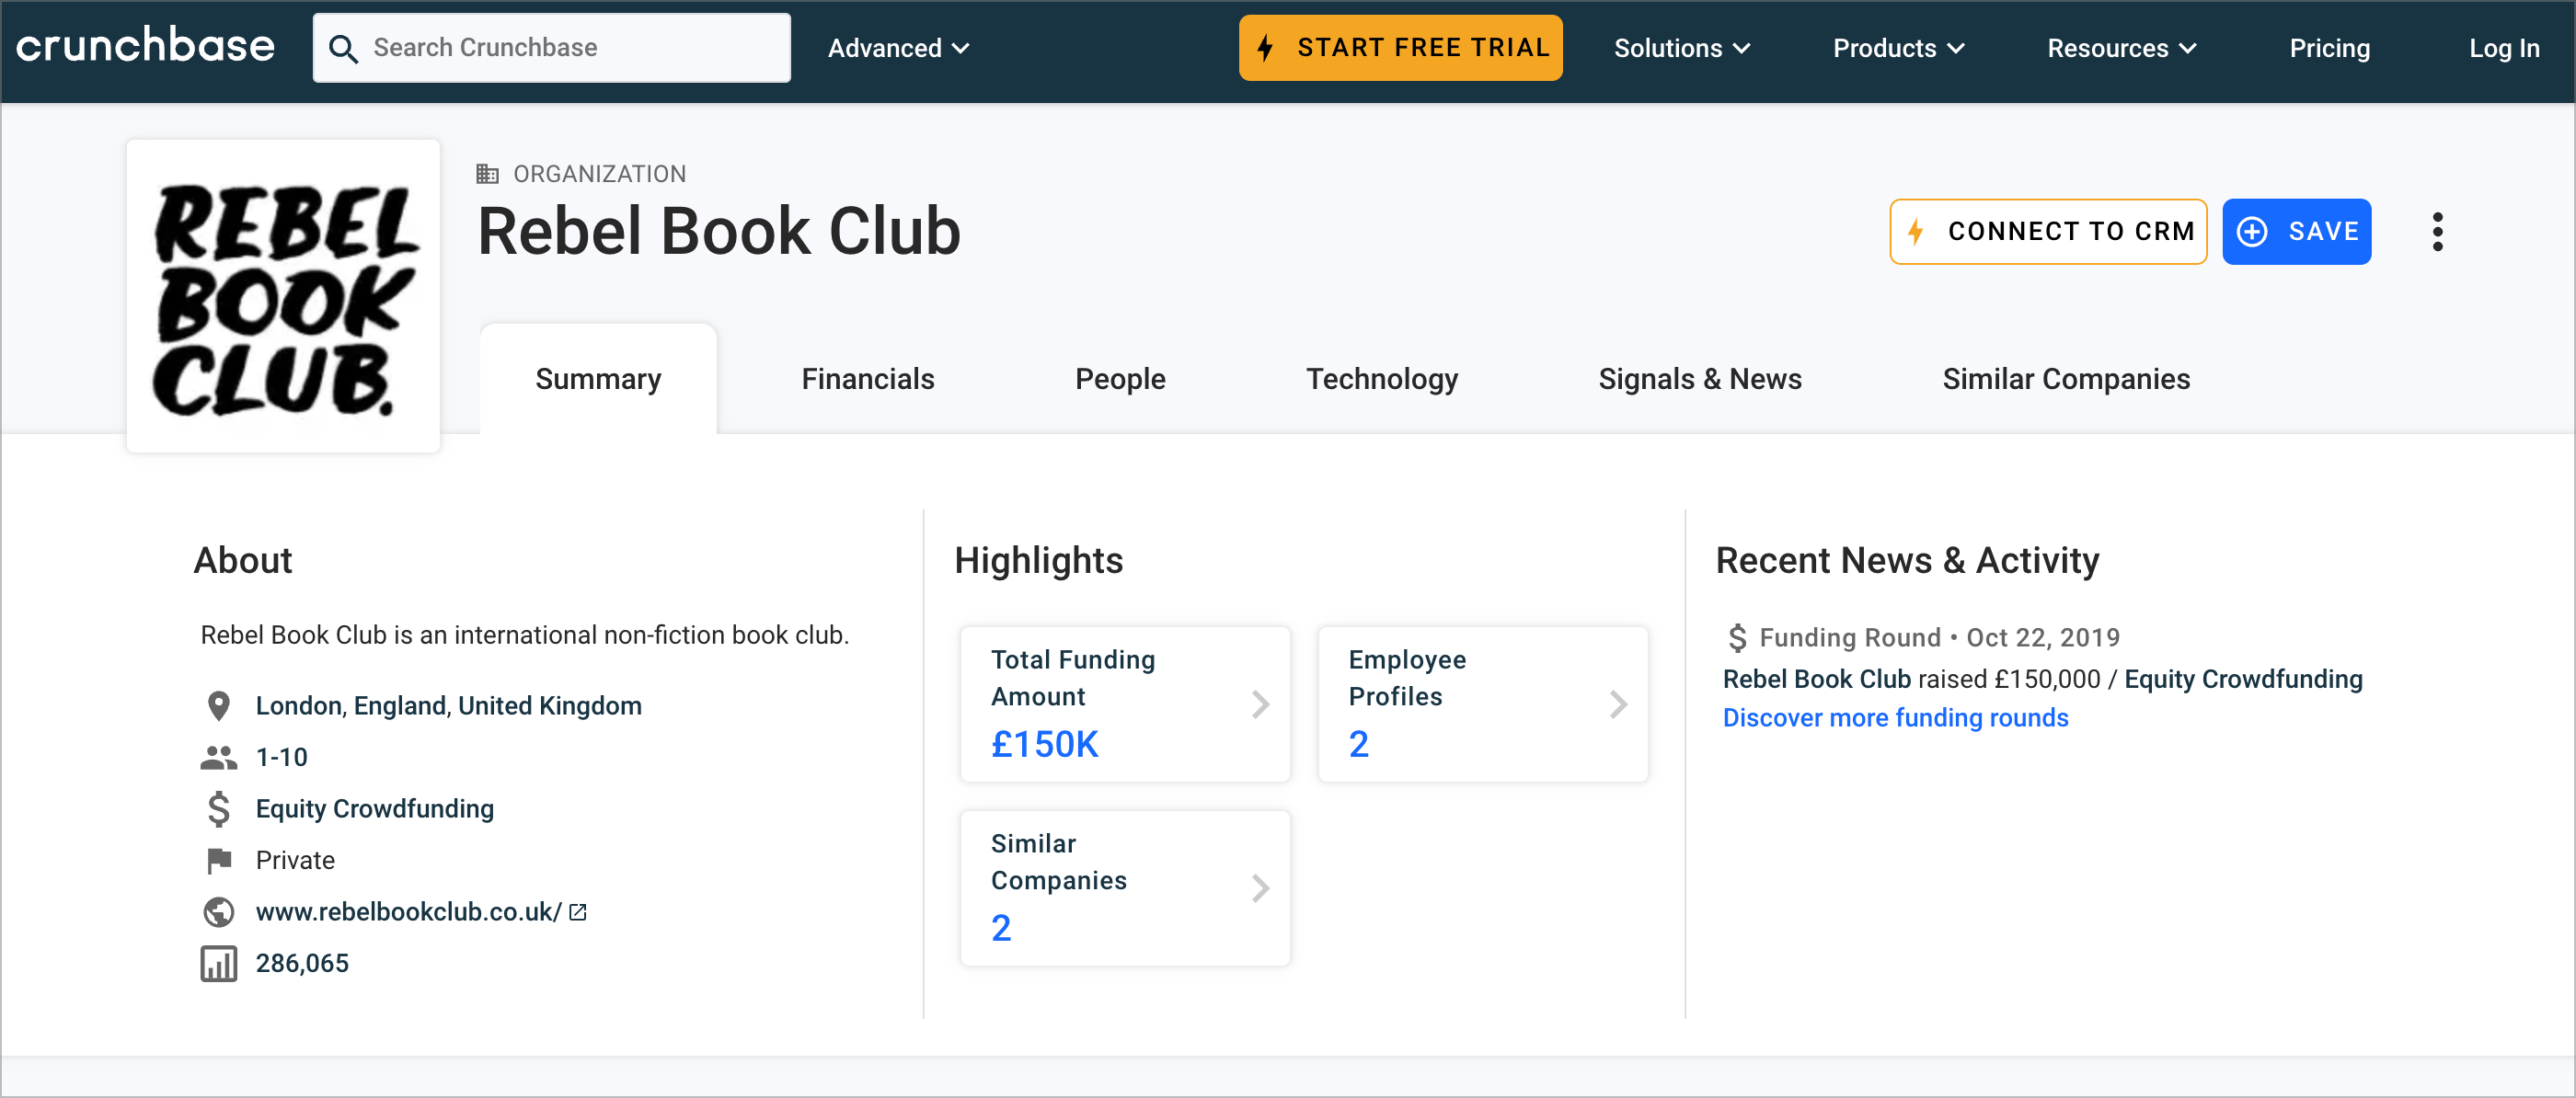 crunchbase
Search Crunchbase
Advanced
START FREE TRIAL
Solutions
Products
Resources
Pricing
Log In
REBEL
BOOK
CLUB.
ORGANIZATION
Rebel Book Club
CONNECT TO CRM
SAVE
Summary
Financials
People
Technology
Signals & News
Similar Companies
About
Rebel Book Club is an international non-fiction book club.
London, England, United Kingdom
1-10
Equity Crowdfunding
Private
www.rebelbookclub.co.uk/
286,065
Highlights
Total Funding
Amount
£150K
Employee
Profiles
2
Similar
Companies
2
Recent News & Activity
Funding Round • Oct 22, 2019
Rebel Book Club raised £150,000 / Equity Crowdfunding
Discover more funding rounds